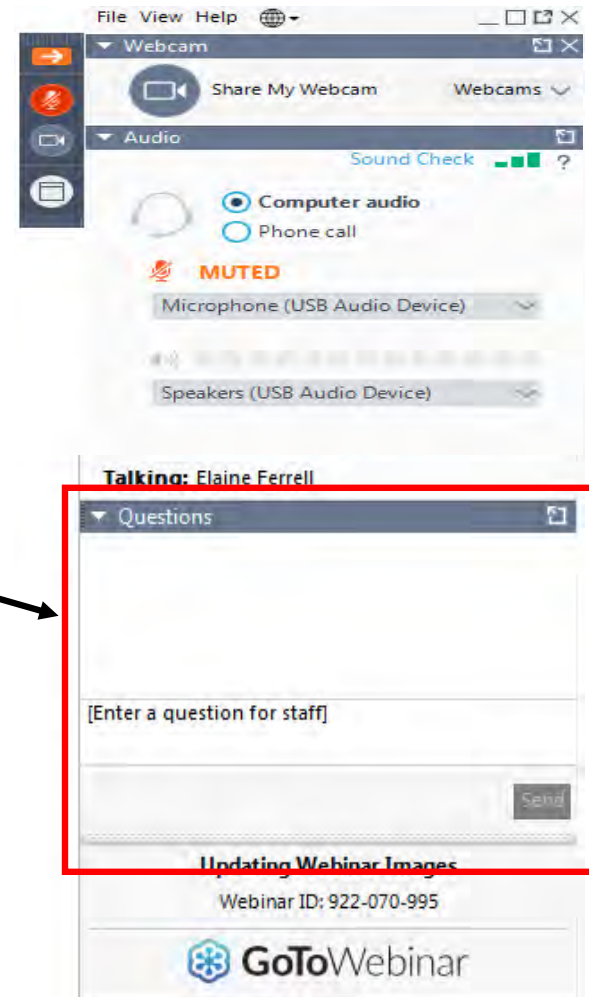 File View Help
Webcam
Share My Webcam Webcams
Audio
Sound Check ?
Computer audio
Phone call
MUTED
Microphone (USB Audio Device)
Speakers (USB Audio Device)
Talking: Elaine Ferrell
Questions
[Enter a question for staff]
Send
Updating Webinar Images
Webinar ID: 922-070-995
GoToWebinar